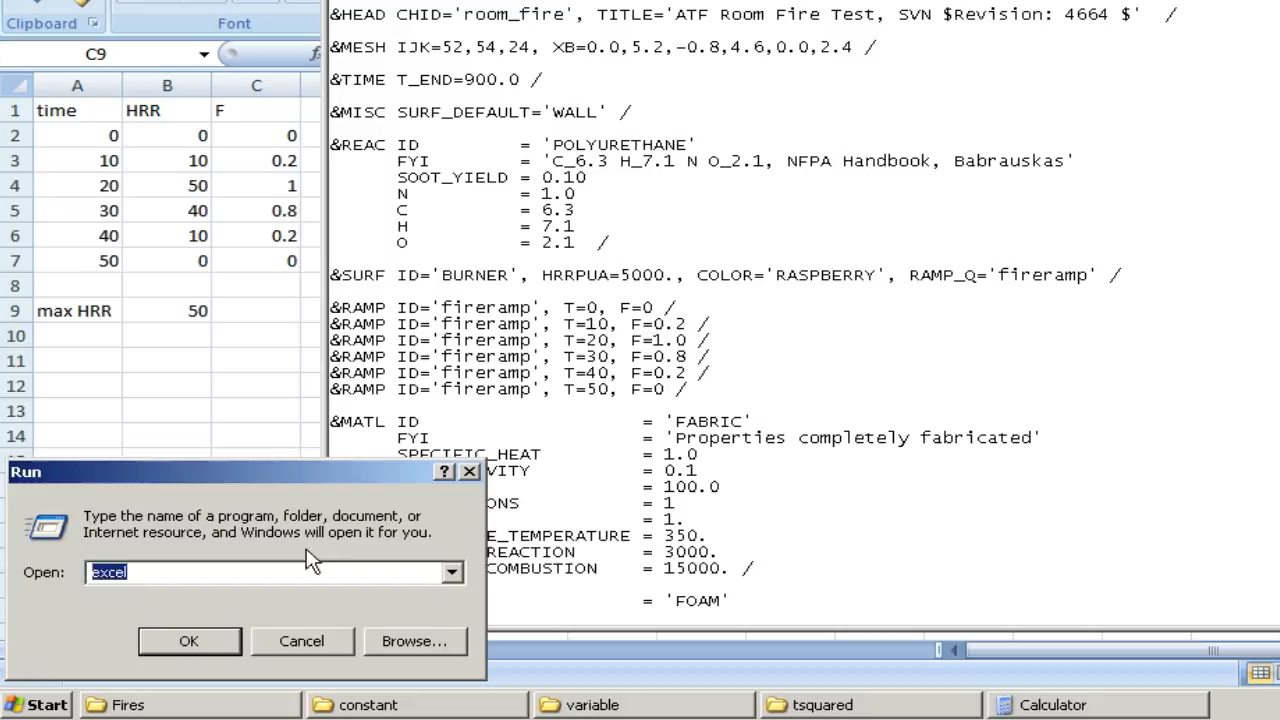 Clipboard
Font
C9
A B C
1 time HRR F
2 0 0 0
3 10 10 0.2
4 20 50 1
5 30 40 0.8
6 40 10 0.2
7 50 0 0
8
9 max HRR 50
10
11
12
13
14
&HEAD CHID='room_fire', TITLE='ATF Room Fire Test, SVN $Revision: 4664 $' /
&MESH IJK=52,54,24, XB=0.0,5.2,-0.8,4.6,0.0,2.4 /
&TIME T_END=900.0 /
&MISC SURF_DEFAULT='WALL' /
&REAC ID = 'POLYURETHANE'
FYI = 'C_6.3 H_7.1 N O_2.1, NFPA Handbook, Babrauskas'
SOOT_YIELD = 0.10
N = 1.0
C = 6.3
H = 7.1
O = 2.1 /
&SURF ID='BURNER', HRRPUA=5000., COLOR='RASPBERRY', RAMP_Q='fireramp' /
&RAMP ID='fireramp', T=0, F=0 /
&RAMP ID='fireramp', T=10, F=0.2 /
&RAMP ID='fireramp', T=20, F=1.0 /
&RAMP ID='fireramp', T=30, F=0.8 /
&RAMP ID='fireramp', T=40, F=0.2 /
&RAMP ID='fireramp', T=50, F=0 /
&MATL ID = 'FABRIC'
FYI = 'Properties completely fabricated'
SPECIFIC_HEAT = 1.0
VITY = 0.1
= 100.0
ONS = 1
= 1.
E_TEMPERATURE = 350.
REACTION = 3000.
COMBUSTION = 15000. /
= 'FOAM'
Run
Type the name of a program, folder, document, or
Internet resource, and Windows will open it for you.
Open: excel
OK Cancel Browse...
Start Fires constant variable tsquared Calculator